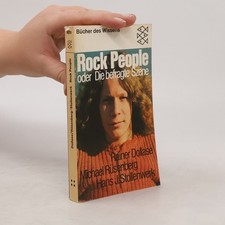 Bücher des Wissens
Rock People
oder Die befragte Szene
Rainer Dollase
Michael Rüsenberg
Hans J. Stollenwerk